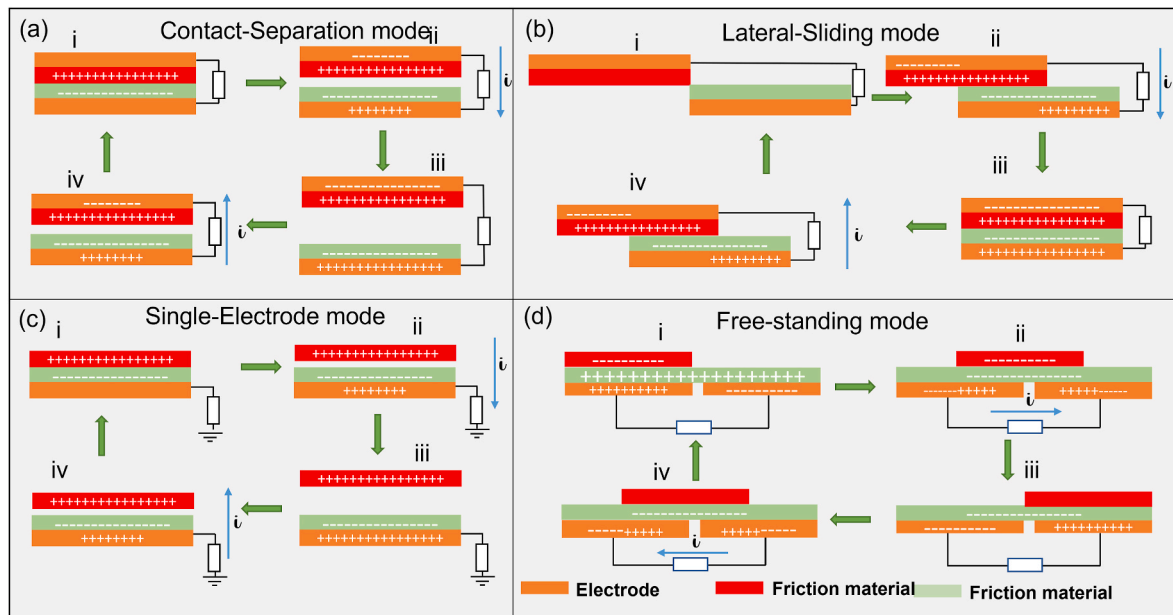 (a)
Contact-Separation mode
i
ii
+++++++++++++++
---------------
--------
+++++++++++++++
---------------
++++++++
i
iv
iii
--------
+++++++++++++++
---------------
++++++++
i
---------------
+++++++++++++++
---------------
+++++++++++++++
(b)
Lateral-Sliding mode
i
ii
---------
++++++++++++++++
---------------
+++++++++
i
iv
iii
---------
++++++++++++++++
---------------
+++++++++
i
---------------
+++++++++++++++
---------------
+++++++++++++++
(c)
Single-Electrode mode
i
ii
++++++++++++++++
---------------
++++++++++++++++
---------------
++++++++
i
iv
iii
++++++++++++++++
---------------
++++++++
i
++++++++++++++++
---------------
+++++++++++++++
(d)
Free-standing mode
i
ii
----------
+++++++++++++++++
++++++++++
----------
----------
---------------
------+++++
+++++------
i
iv
iii
---------------
-----+++++
+++++-----
i
---------------
----------
++++++++++
Electrode
Friction material
Friction material